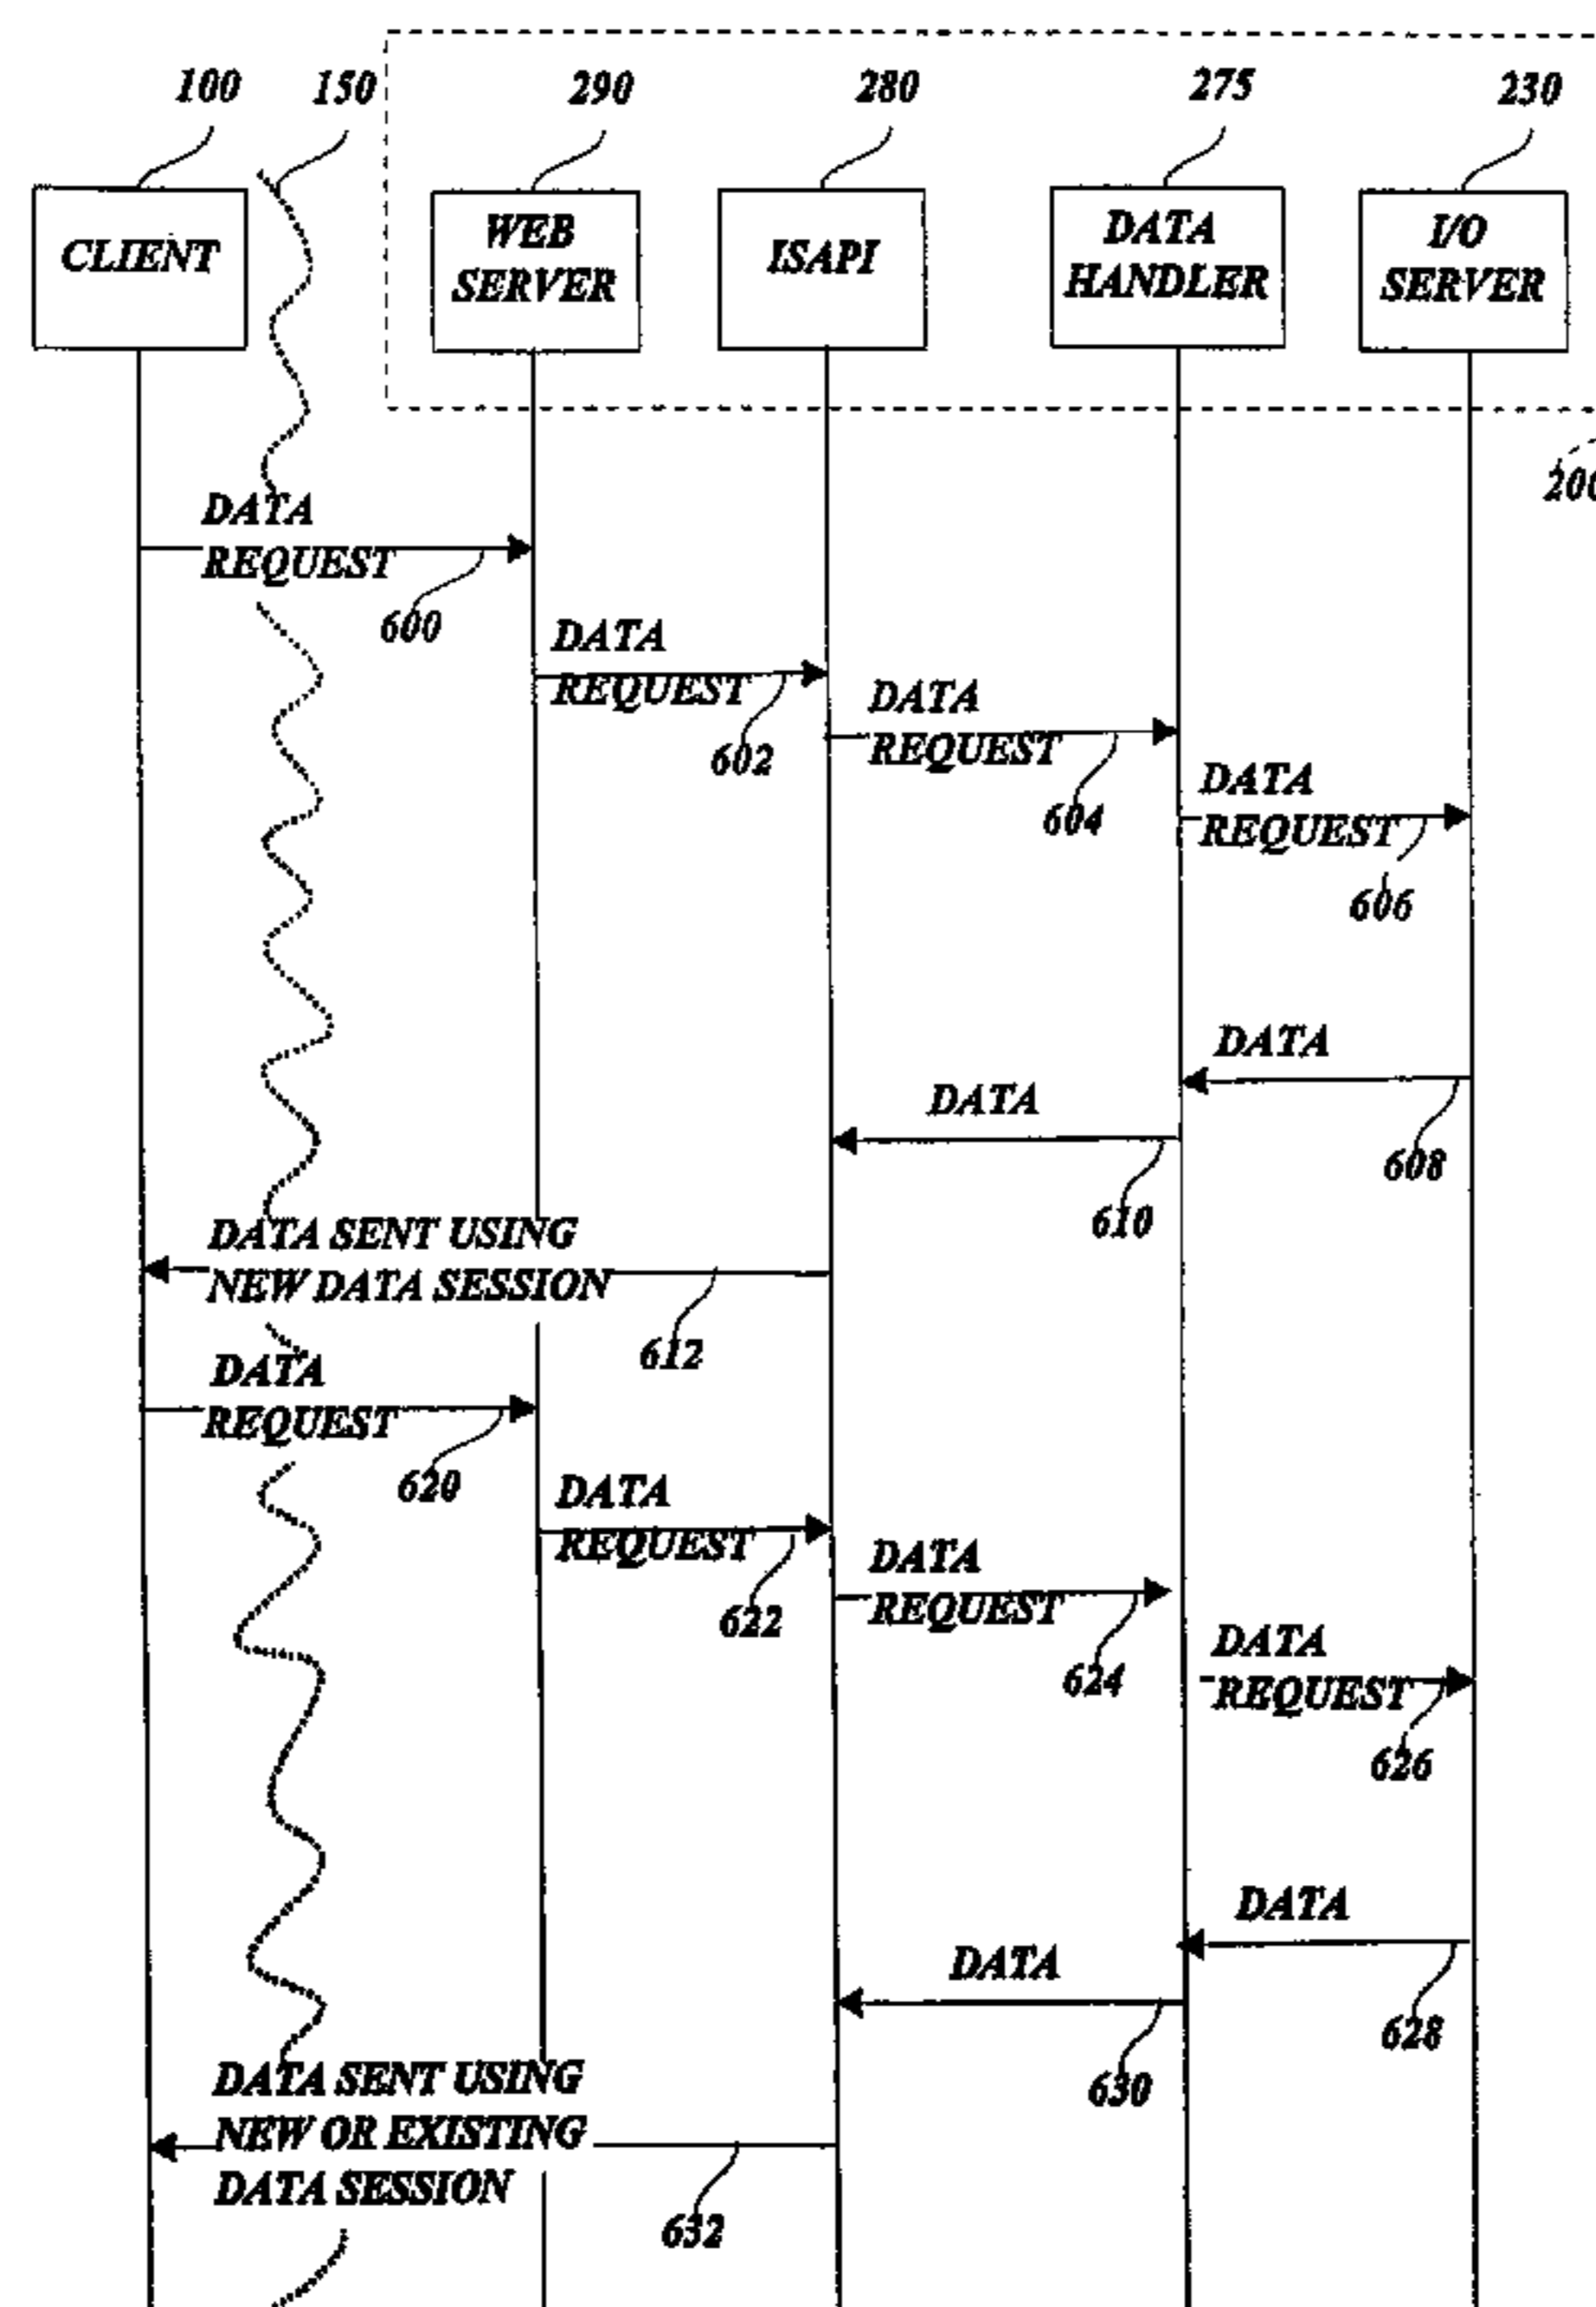 100 150 290 280 275 230
CLIENT
WEB
SERVER
ISAPI
DATA
HANDLER
I/O
SERVER
DATA
REQUEST
600
DATA
REQUEST
602
DATA
REQUEST
604
DATA
REQUEST
606
DATA
608
DATA
610
DATA SENT USING
NEW DATA SESSION
612
DATA
REQUEST
620
DATA
REQUEST
622
DATA
REQUEST
624
DATA
REQUEST
626
DATA
628
DATA
630
DATA SENT USING
NEW OR EXISTING
DATA SESSION
632